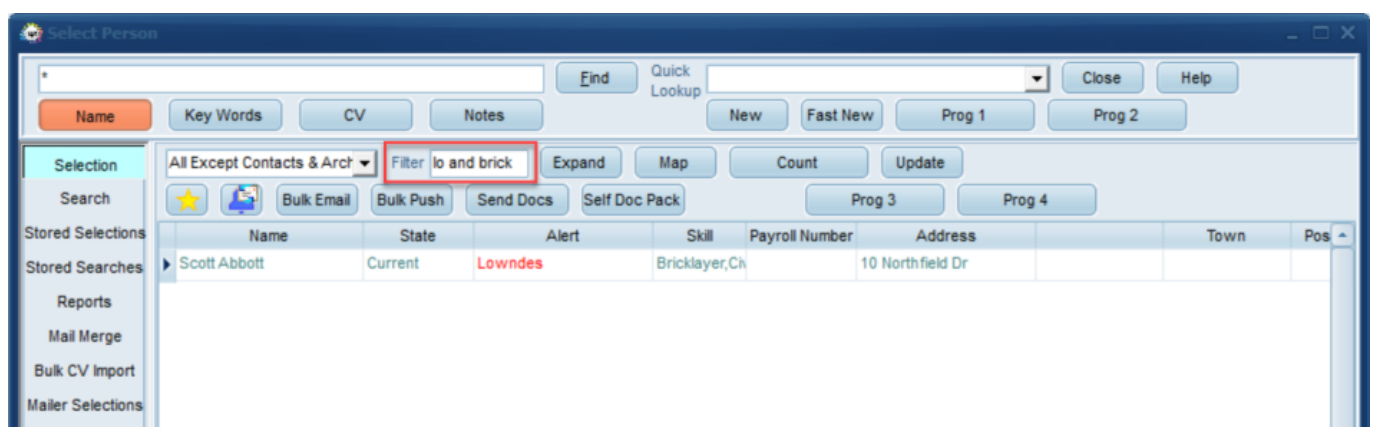 Select Person
*
Find
Quick Lookup
Close
Help
Name
Key Words
CV
Notes
New
Fast New
Prog 1
Prog 2
Selection
All Except Contacts & Arch
Filter lo and brick
Expand
Map
Count
Update
Search
Bulk Email
Bulk Push
Send Docs
Self Doc Pack
Prog 3
Prog 4
Stored Selections
Name State Alert Skill Payroll Number Address Town Pos
Stored Searches
Scott Abbott Current Lowndes Bricklayer,Civ 10 Northfield Dr
Reports
Mail Merge
Bulk CV Import
Mailer Selections